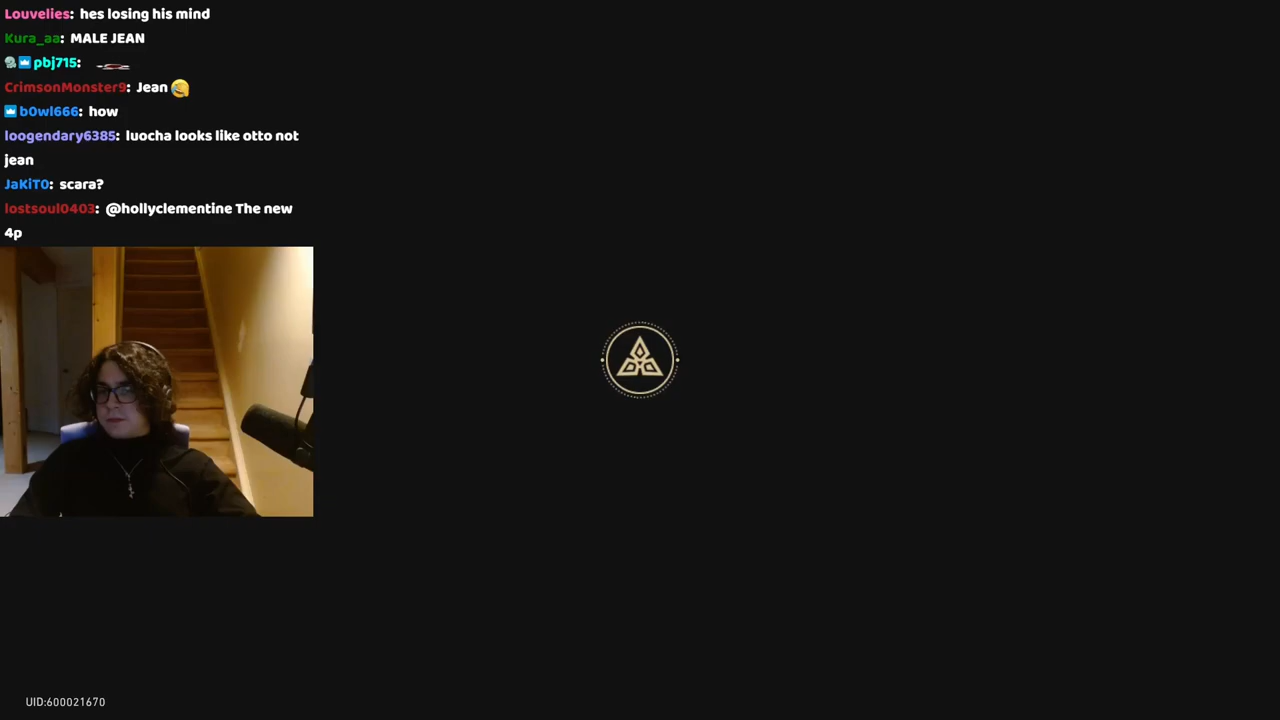 Louvelies: hes losing his mind
Kura_aa: MALE JEAN
pbj715:
CrimsonMonster9: Jean
b0wl666: how
loogendary6385: luocha looks like otto not
jean
JaKiT0: scara?
lostsoul0403: @hollyclementine The new
4p
UID:600021670